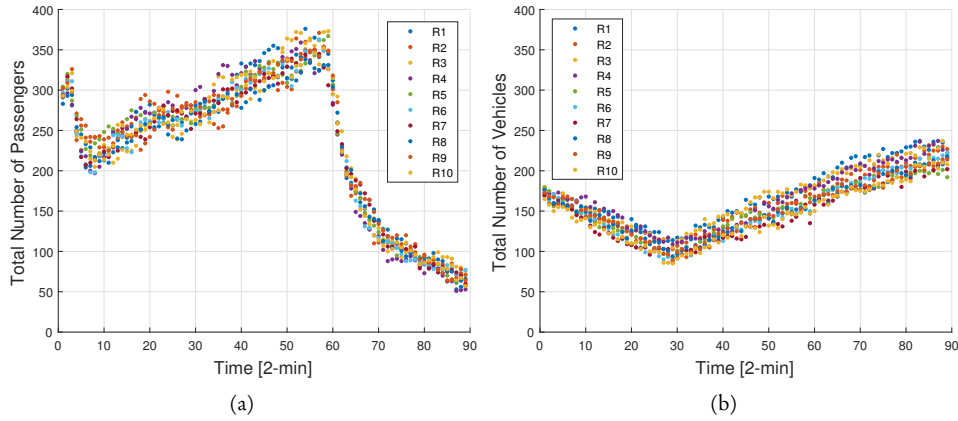 Total Number of Passengers
400
350
300
250
200
150
100
50
0
0 10 20 30 40 50 60 70 80 90
Time [2-min]
R1
R2
R3
R4
R5
R6
R7
R8
R9
R10
(a)
Total Number of Vehicles
400
350
300
250
200
150
100
50
0
0 10 20 30 40 50 60 70 80 90
Time [2-min]
R1
R2
R3
R4
R5
R6
R7
R8
R9
R10
(b)